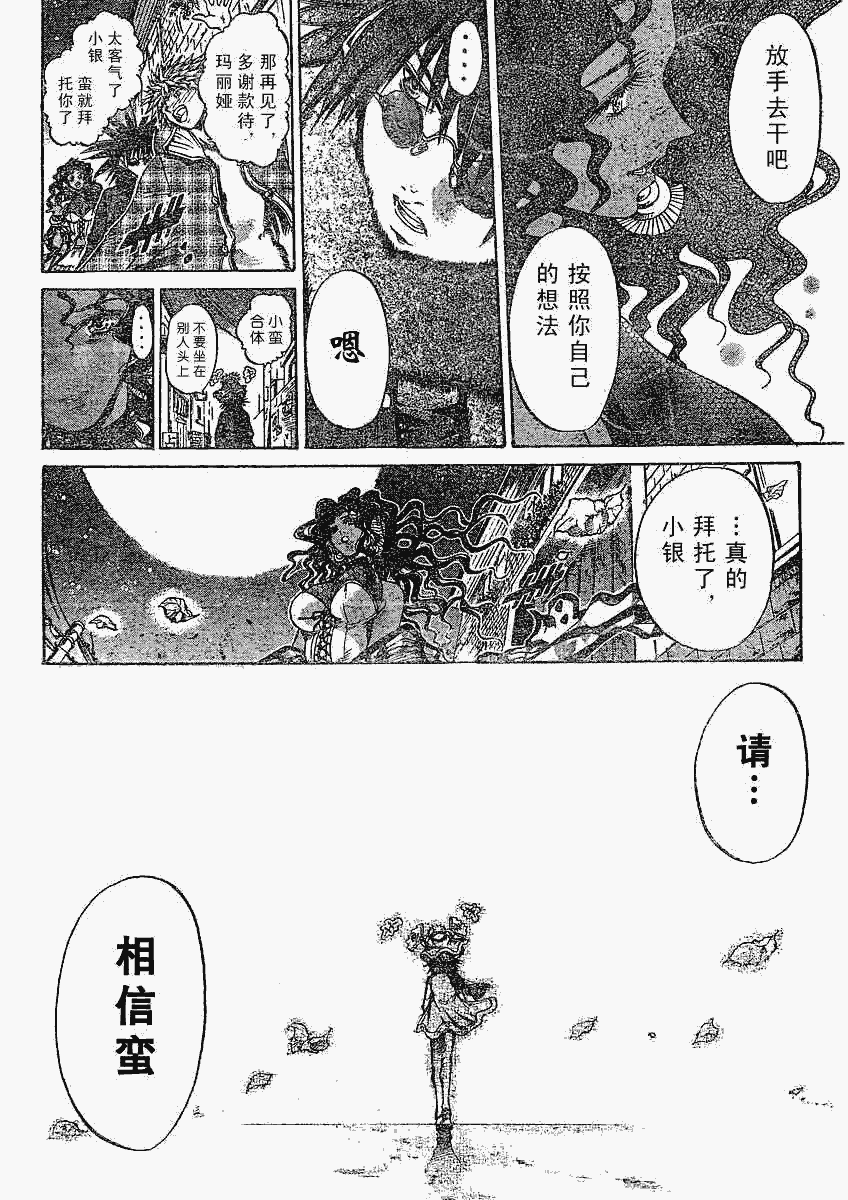 放手去干吧
按照你自己
的想法
····
嗯
那再见了，
多谢款待，
玛丽娅
太客气了
小银
蛮就拜
托你了
小蛮
合体
不要坐在
别人头上
····
…真的
拜托了，
小银
请…
相信蛮